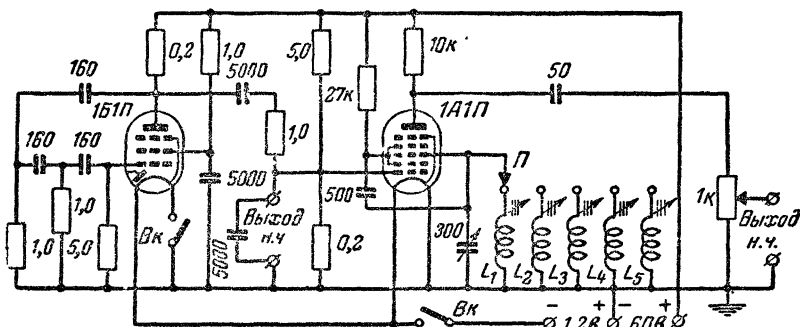 160
0,2
1,0
5000
5,0
27к
10к
50
1Б1П
1А1П
160
160
1,0
5000
500
П
1к
1,0
1,0
5,0
Вк
5000
Выход
н.ч.
0,2
300
L₁
L₂
L₃
L₄
L₅
Выход
н.ч.
Вк
− 1,2в + − 60в +